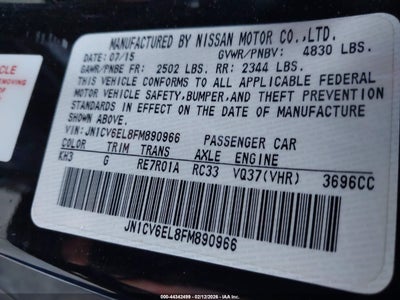 MANUFACTURED BY NISSAN MOTOR CO.,LTD.
DATE: 07/15 GVWR/PNBV: 4830 LBS.
GAWR/PNBE FR: 2502 LBS. RR: 2344 LBS.
THIS VEHICLE CONFORMS TO ALL APPLICABLE FEDERAL
MOTOR VEHICLE SAFETY,BUMPER,AND THEFT PREVENTION
STANDARDS IN EFFECT ON THE DATE OF MANUFACTURE
SHOWN ABOVE.
VIN: JN1CV6EL8FM890966 PASSENGER CAR
COLOR TRIM TRANS AXLE ENGINE
KH3 G RE7R01A RC33 VQ37(VHR) 3696CC
JN1CV6EL8FM890966
VEHICLE
© 000-44342499 (02/12/2026 - IAA, Inc.)